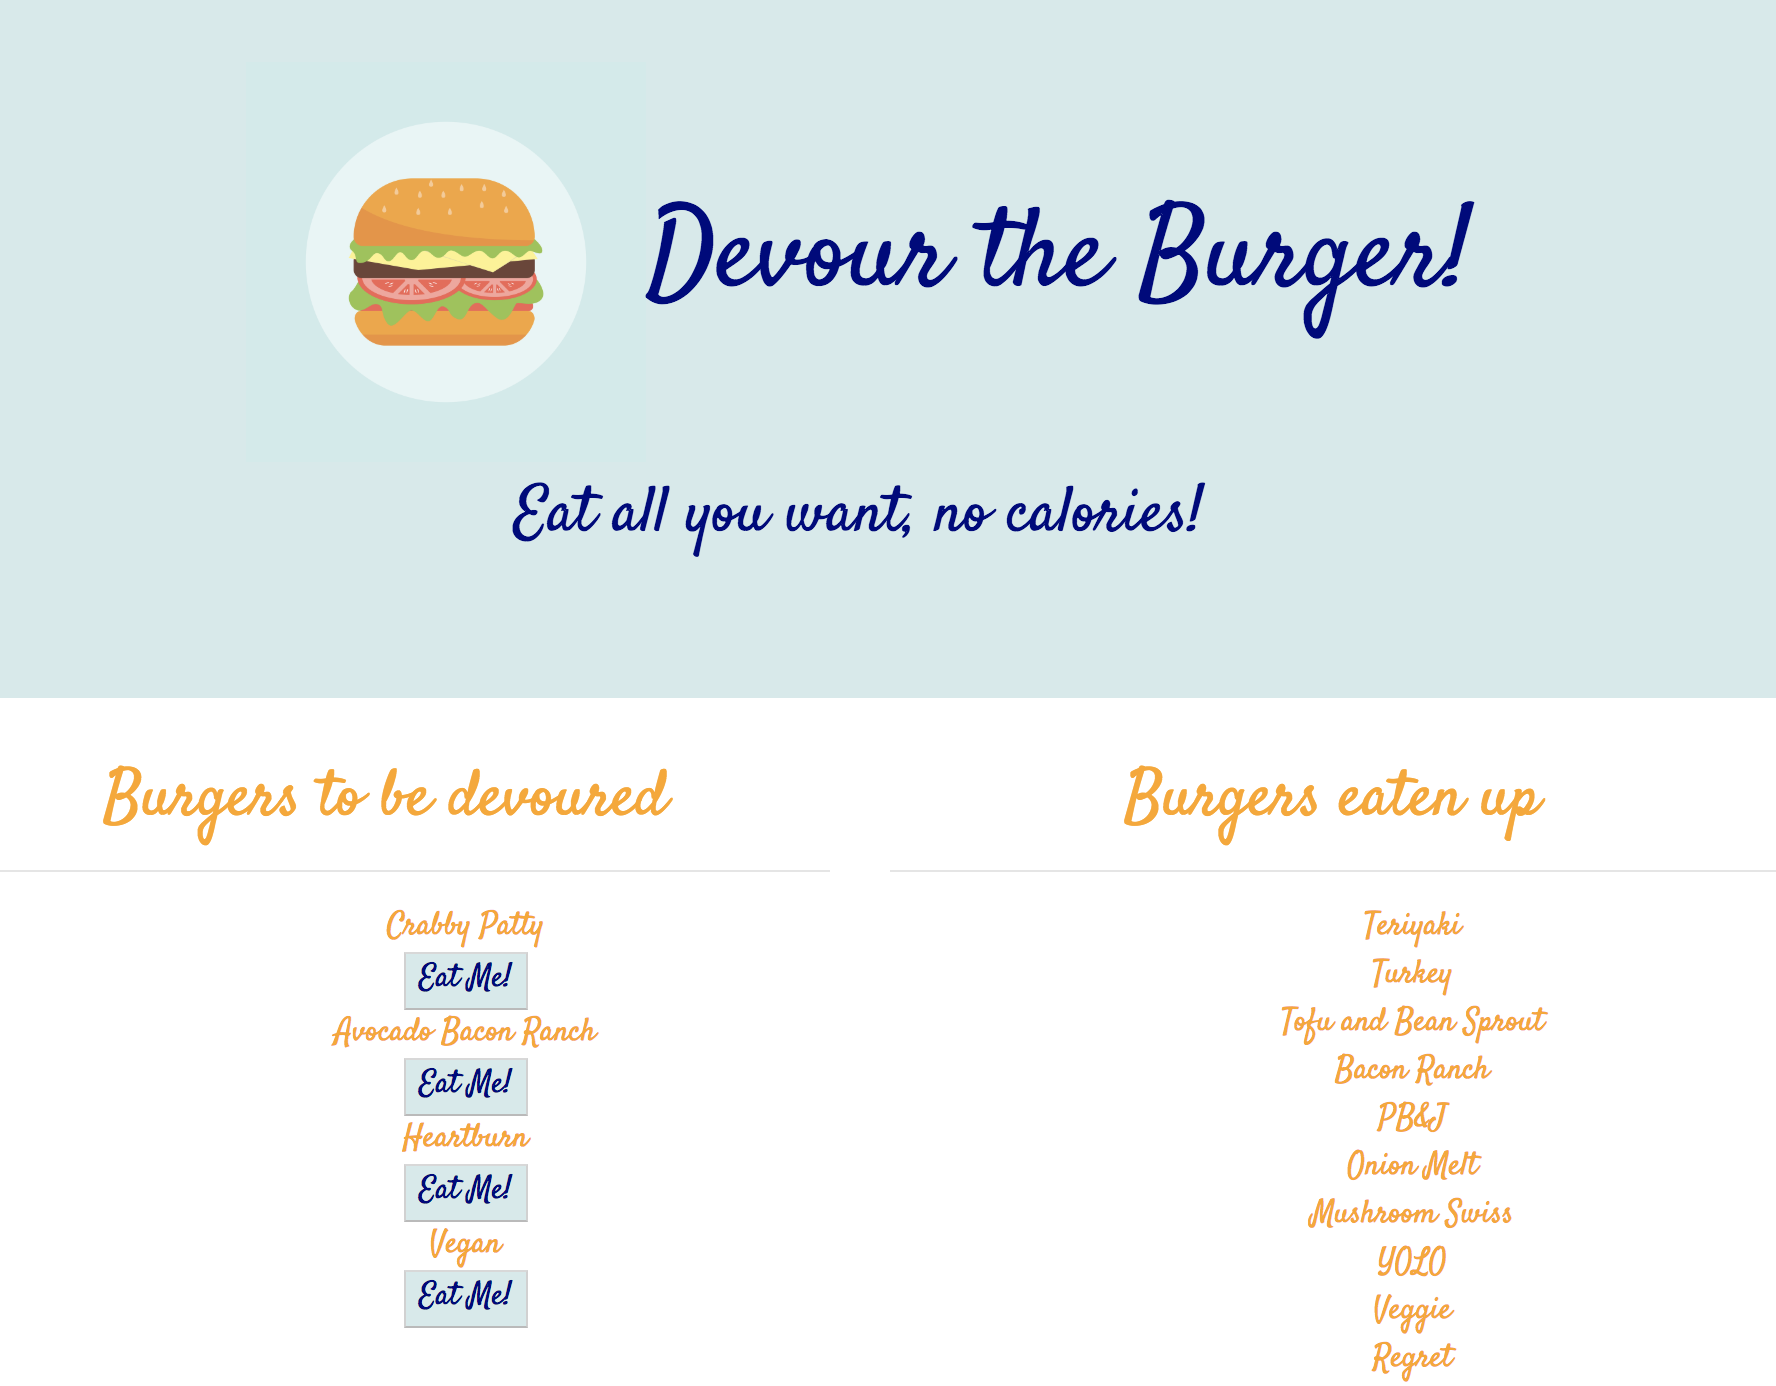 Devour the Burger!
Eat all you want, no calories!
Burgers to be devoured
Crabby Patty
Eat Me!
Avocado Bacon Ranch
Eat Me!
Heartburn
Eat Me!
Vegan
Eat Me!
Burgers eaten up
Teriyaki
Turkey
Tofu and Bean Sprout
Bacon Ranch
PB&J
Onion Melt
Mushroom Swiss
YOLO
Veggie
Regret